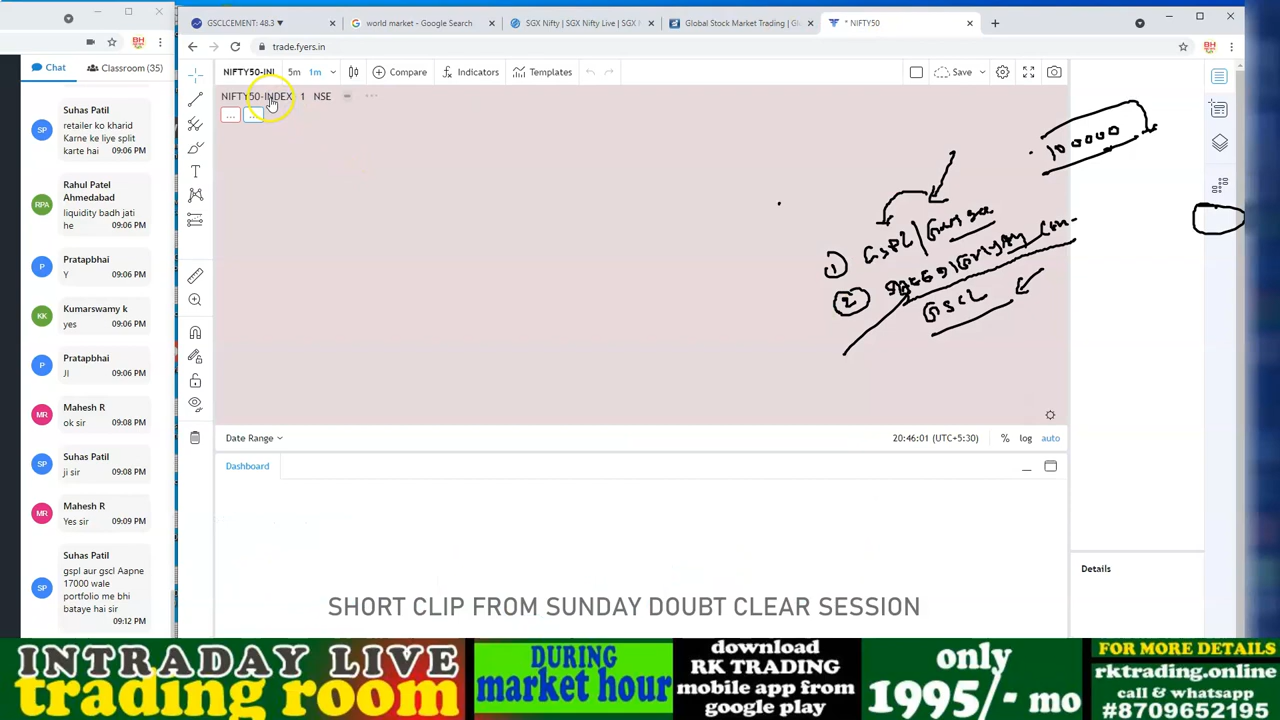 GSCLCEMENT: 48.3 ▼
world market - Google Search
SGX Nifty | SGX Nifty Live | SGX
Global Stock Market Trading | Gl
* NIFTY50
trade.fyers.in
Chat
Classroom (35)
NIFTY50-INI
5m
1m
Compare
Indicators
Templates
Save
NIFTY50-INDEX 1 NSE
Suhas Patil
retailer ko kharid
Karne ke liye split
karte hai
09:06 PM
Rahul Patel
Ahmedabad
liquidity badh jati
he
09:06 PM
Pratapbhai
Y
09:06 PM
Kumarswamy k
yes
09:06 PM
Pratapbhai
JI
09:06 PM
Mahesh R
ok sir
09:08 PM
Suhas Patil
ji sir
09:08 PM
Mahesh R
Yes sir
09:09 PM
Suhas Patil
gspl aur gscl Aapne
17000 wale
portfolio me bhi
bataye hai sir
09:12 PM
100000
1 GSPL
2
GSCL
Date Range
20:46:01 (UTC+5:30)
%
log
auto
Dashboard
Details
SHORT CLIP FROM SUNDAY DOUBT CLEAR SESSION
INTRADAY LIVE
trading room
DURING
market hour
download
RK TRADING
mobile app from
google play
only
1995/- mo
FOR MORE DETAILS
rktrading.online
call & whatsapp
#8709652195